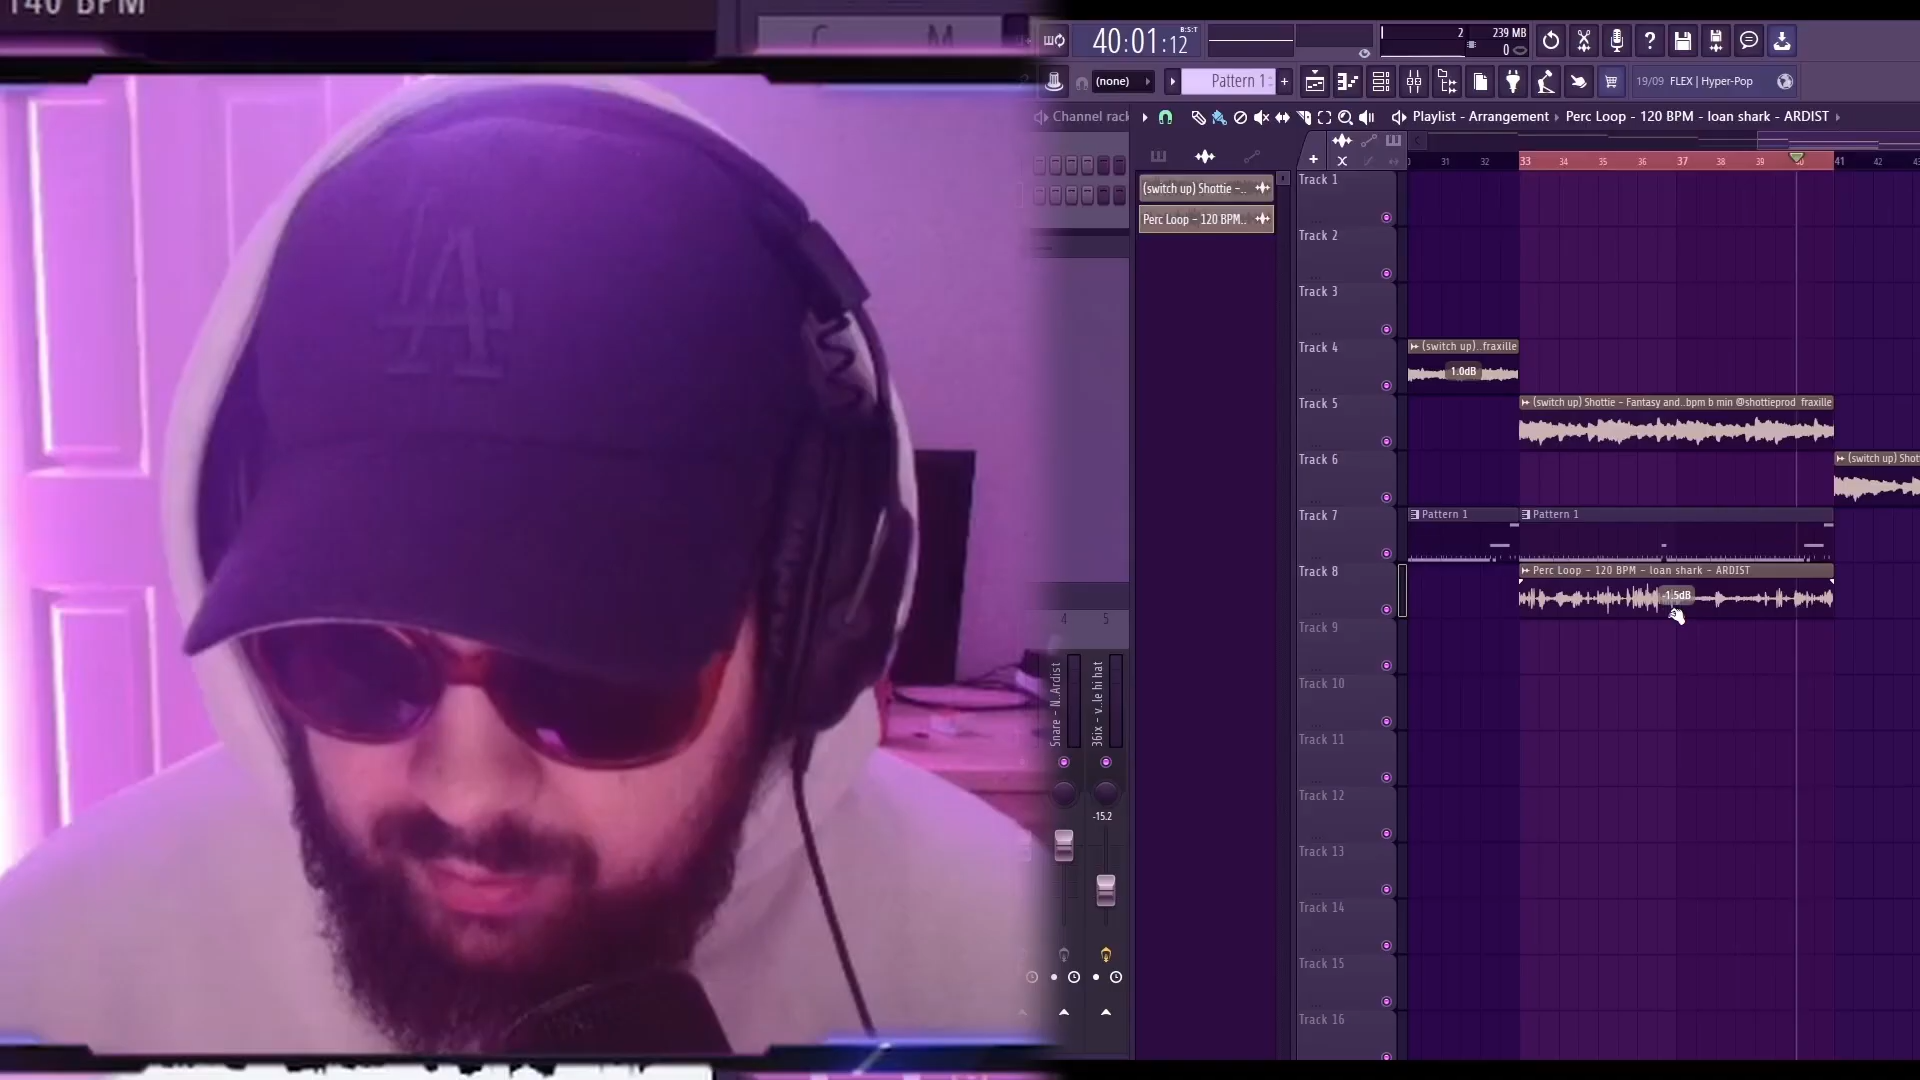 140 BPM
C M
LA
40:01:12
B:S:T
2
239 MB
0
(none)
Pattern 1
+
19/09 FLEX | Hyper-Pop
Channel rack
Playlist - Arrangement › Perc Loop - 120 BPM - loan shark - ARDIST ›
31 32 33 34 35 36 37 38 39 40 41 42
(switch up) Shottie -..
Perc Loop - 120 BPM..
Track 1
Track 2
Track 3
Track 4
(switch up)..fraxille
1.0dB
Track 5
(switch up) Shottie - Fantasy and..bpm b min @shottieprod fraxille
Track 6
(switch up) Shot
Track 7
Pattern 1
Pattern 1
Track 8
Perc Loop - 120 BPM - loan shark - ARDIST
-1.5dB
Track 9
Track 10
Track 11
Track 12
Track 13
Track 14
Track 15
Track 16
4 5
Snare - N..Ardist
36ix - v..le hi hat
-15.2